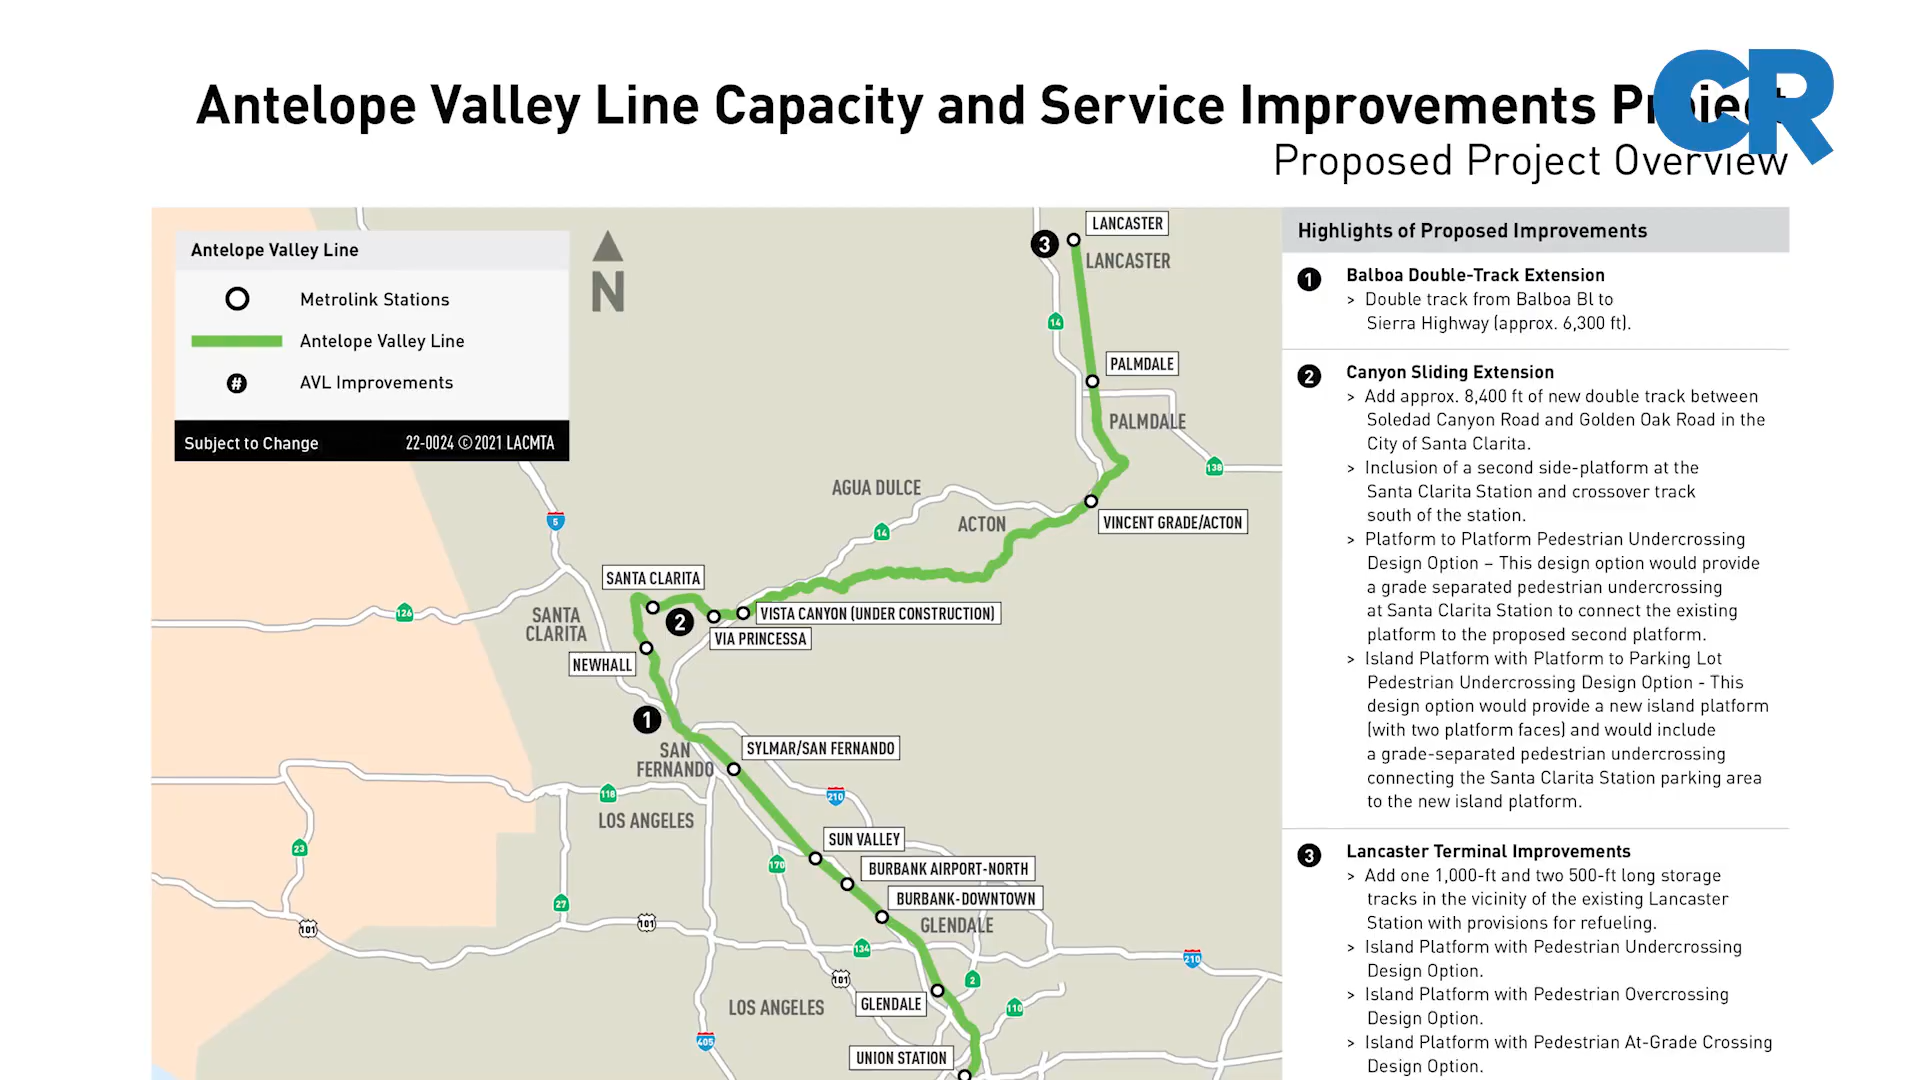 CR
Antelope Valley Line Capacity and Service Improvements Project
Proposed Project Overview
Antelope Valley Line
Metrolink Stations
Antelope Valley Line
# AVL Improvements
Subject to Change 22-0024 © 2021 LACMTA
N
3
LANCASTER
LANCASTER
14
PALMDALE
PALMDALE
138
AGUA DULCE
14
ACTON
VINCENT GRADE/ACTON
5
SANTA CLARITA
126
SANTA
CLARITA
2
VISTA CANYON (UNDER CONSTRUCTION)
VIA PRINCESSA
NEWHALL
1
SAN
FERNANDO
SYLMAR/SAN FERNANDO
118
210
LOS ANGELES
23
170
SUN VALLEY
BURBANK AIRPORT-NORTH
BURBANK-DOWNTOWN
27
101
101
GLENDALE
134
210
101
2
LOS ANGELES
GLENDALE
110
405
UNION STATION
Highlights of Proposed Improvements
1 Balboa Double-Track Extension
> Double track from Balboa Bl to
Sierra Highway (approx. 6,300 ft).
2 Canyon Sliding Extension
> Add approx. 8,400 ft of new double track between
Soledad Canyon Road and Golden Oak Road in the
City of Santa Clarita.
> Inclusion of a second side-platform at the
Santa Clarita Station and crossover track
south of the station.
> Platform to Platform Pedestrian Undercrossing
Design Option – This design option would provide
a grade separated pedestrian undercrossing
at Santa Clarita Station to connect the existing
platform to the proposed second platform.
> Island Platform with Platform to Parking Lot
Pedestrian Undercrossing Design Option - This
design option would provide a new island platform
(with two platform faces) and would include
a grade-separated pedestrian undercrossing
connecting the Santa Clarita Station parking area
to the new island platform.
3 Lancaster Terminal Improvements
> Add one 1,000-ft and two 500-ft long storage
tracks in the vicinity of the existing Lancaster
Station with provisions for refueling.
> Island Platform with Pedestrian Undercrossing
Design Option.
> Island Platform with Pedestrian Overcrossing
Design Option.
> Island Platform with Pedestrian At-Grade Crossing
Design Option.